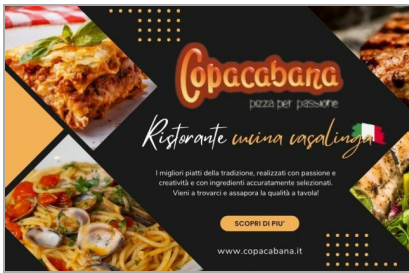 Copacabana
pizza per passione
Ristorante cucina casalinga
I migliori piatti della tradizione, realizzati con passione e
creatività e con ingredienti accuratamente selezionati.
Vieni a trovarci e assapora la qualità a tavola!
SCOPRI DI PIU'
www.copacabana.it